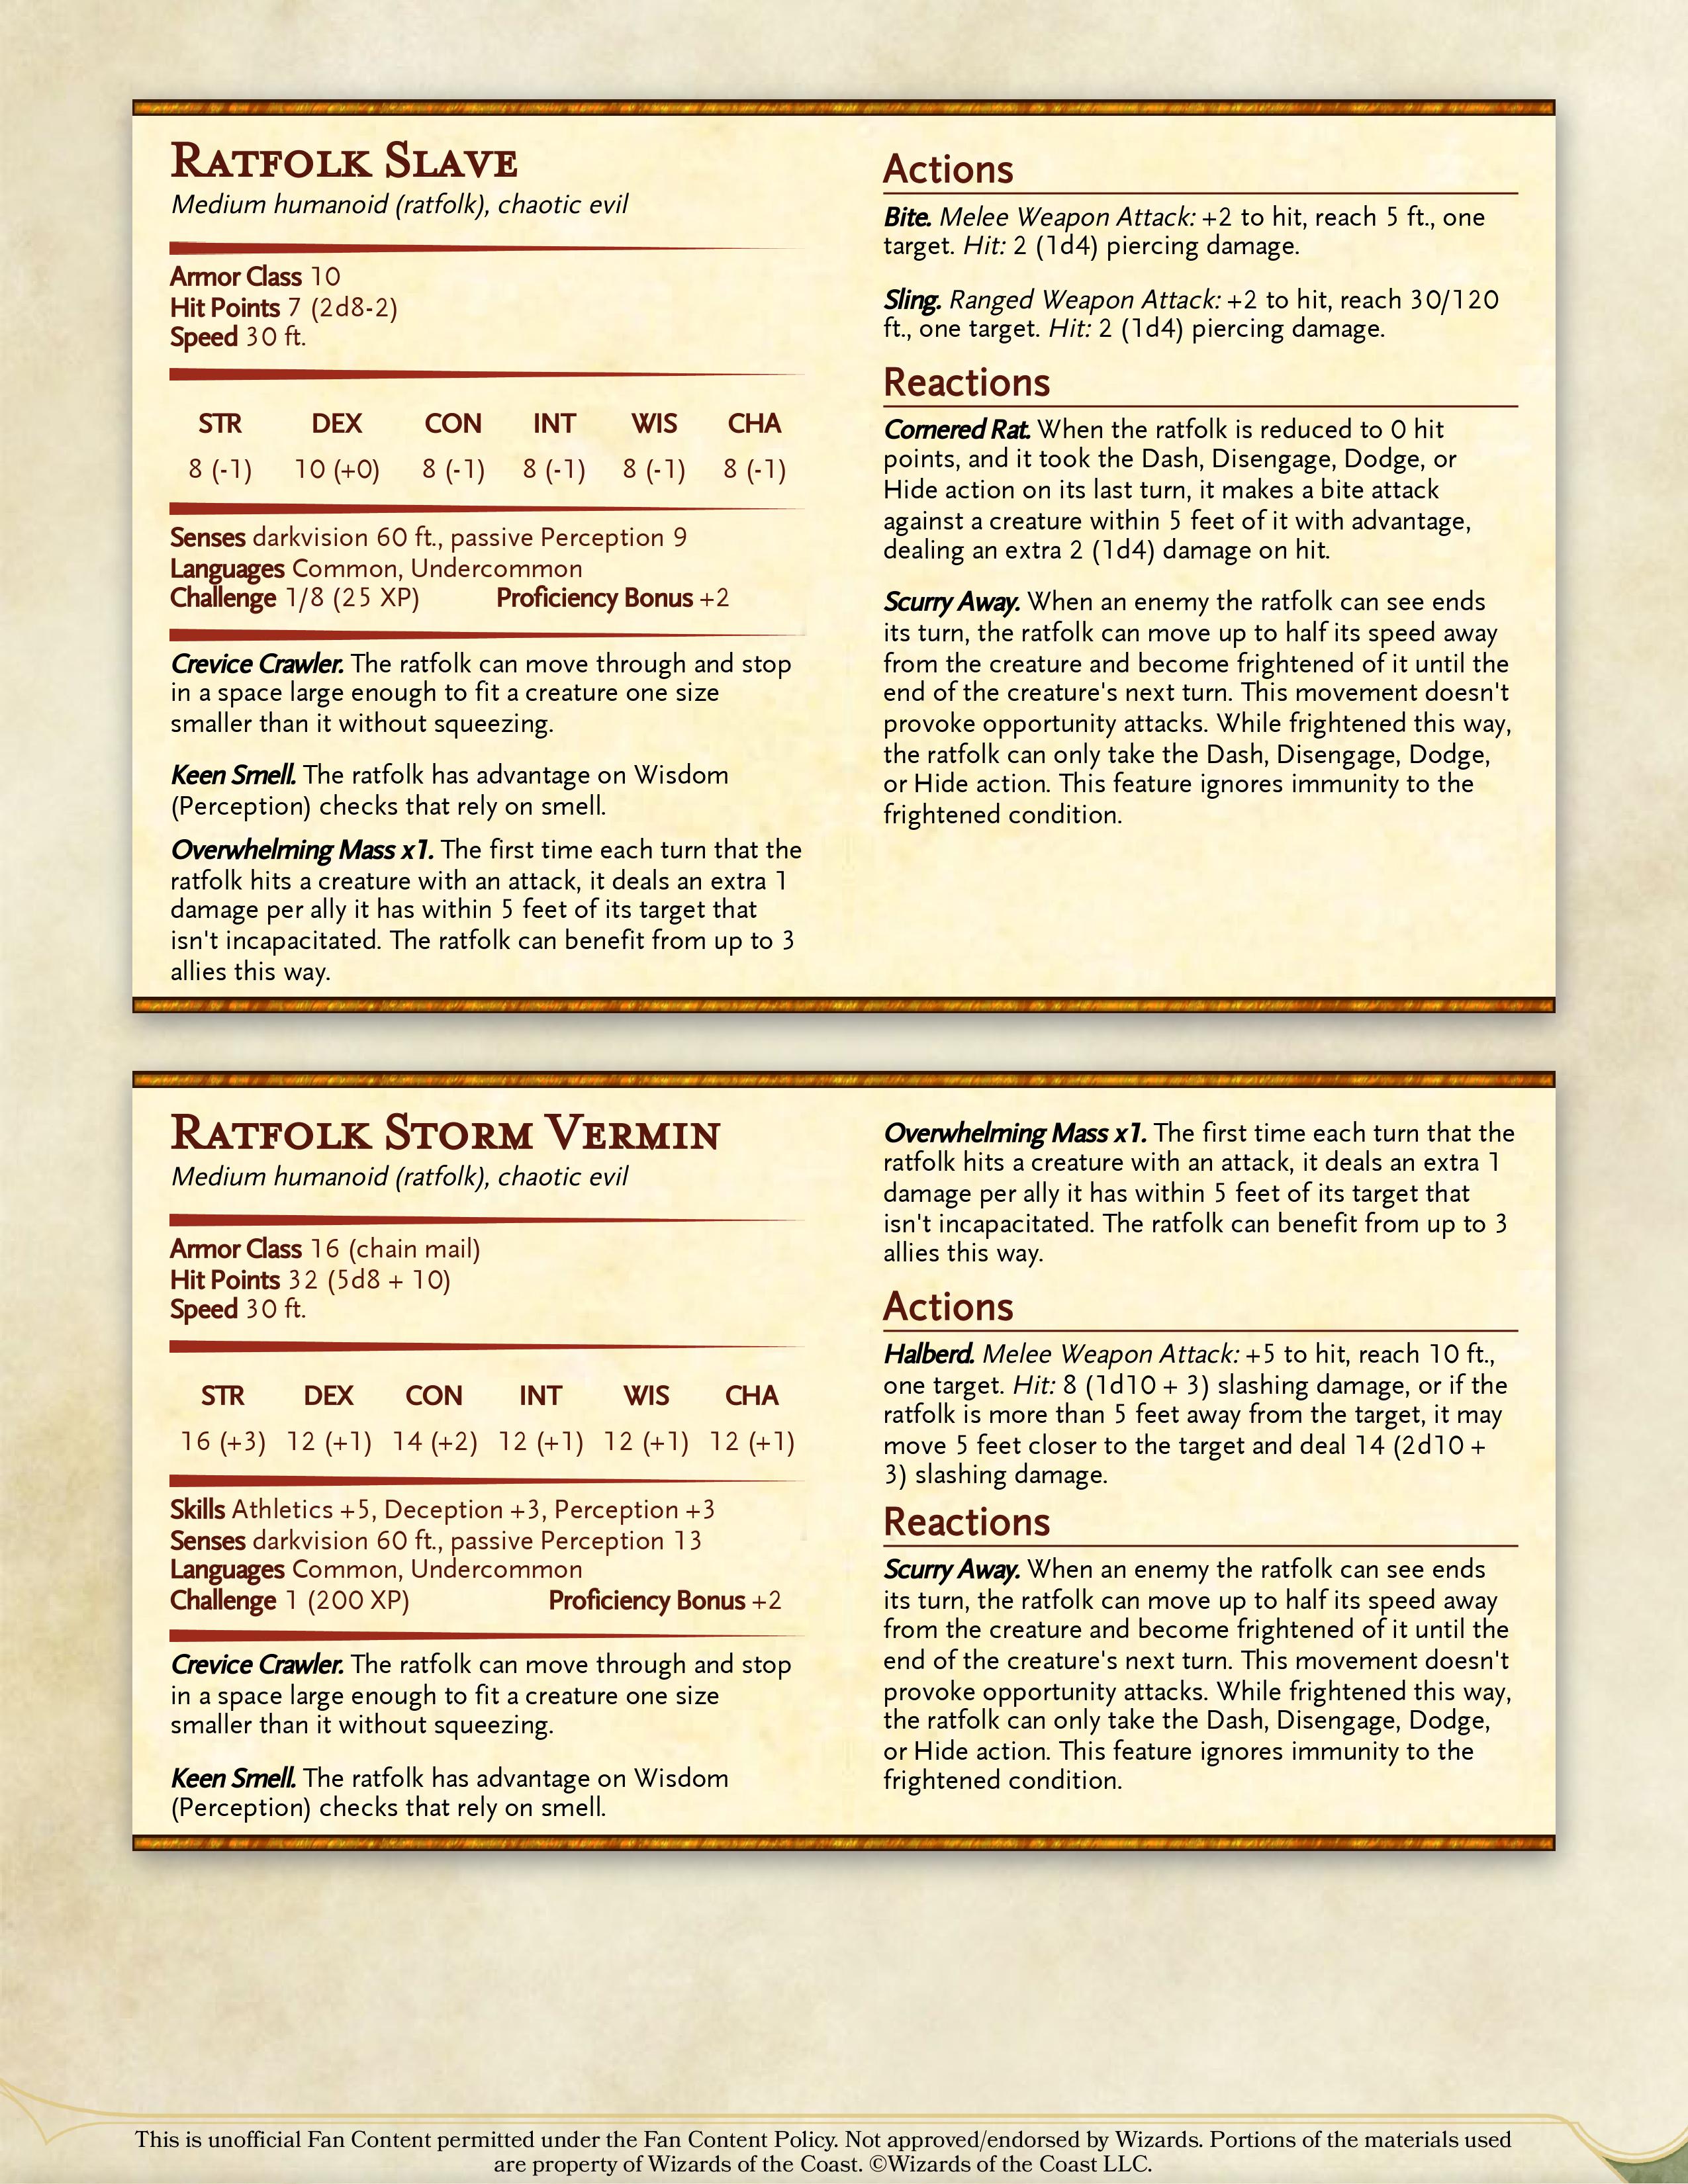 Ratfolk Slave
Medium humanoid (ratfolk), chaotic evil
Armor Class 10
Hit Points 7 (2d8-2)
Speed 30 ft.
STR DEX CON INT WIS CHA
8 (-1) 10 (+0) 8 (-1) 8 (-1) 8 (-1) 8 (-1)
Senses darkvision 60 ft., passive Perception 9
Languages Common, Undercommon
Challenge 1/8 (25 XP) Proficiency Bonus +2
Crevice Crawler. The ratfolk can move through and stop
in a space large enough to fit a creature one size
smaller than it without squeezing.
Keen Smell. The ratfolk has advantage on Wisdom
(Perception) checks that rely on smell.
Overwhelming Mass x1. The first time each turn that the
ratfolk hits a creature with an attack, it deals an extra 1
damage per ally it has within 5 feet of its target that
isn't incapacitated. The ratfolk can benefit from up to 3
allies this way.
Actions
Bite. Melee Weapon Attack: +2 to hit, reach 5 ft., one
target. Hit: 2 (1d4) piercing damage.
Sling. Ranged Weapon Attack: +2 to hit, reach 30/120
ft., one target. Hit: 2 (1d4) piercing damage.
Reactions
Cornered Rat. When the ratfolk is reduced to 0 hit
points, and it took the Dash, Disengage, Dodge, or
Hide action on its last turn, it makes a bite attack
against a creature within 5 feet of it with advantage,
dealing an extra 2 (1d4) damage on hit.
Scurry Away. When an enemy the ratfolk can see ends
its turn, the ratfolk can move up to half its speed away
from the creature and become frightened of it until the
end of the creature's next turn. This movement doesn't
provoke opportunity attacks. While frightened this way,
the ratfolk can only take the Dash, Disengage, Dodge,
or Hide action. This feature ignores immunity to the
frightened condition.
Ratfolk Storm Vermin
Medium humanoid (ratfolk), chaotic evil
Armor Class 16 (chain mail)
Hit Points 32 (5d8 + 10)
Speed 30 ft.
STR DEX CON INT WIS CHA
16 (+3) 12 (+1) 14 (+2) 12 (+1) 12 (+1) 12 (+1)
Skills Athletics +5, Deception +3, Perception +3
Senses darkvision 60 ft., passive Perception 13
Languages Common, Undercommon
Challenge 1 (200 XP) Proficiency Bonus +2
Crevice Crawler. The ratfolk can move through and stop
in a space large enough to fit a creature one size
smaller than it without squeezing.
Keen Smell. The ratfolk has advantage on Wisdom
(Perception) checks that rely on smell.
Overwhelming Mass x1. The first time each turn that the
ratfolk hits a creature with an attack, it deals an extra 1
damage per ally it has within 5 feet of its target that
isn't incapacitated. The ratfolk can benefit from up to 3
allies this way.
Actions
Halberd. Melee Weapon Attack: +5 to hit, reach 10 ft.,
one target. Hit: 8 (1d10 + 3) slashing damage, or if the
ratfolk is more than 5 feet away from the target, it may
move 5 feet closer to the target and deal 14 (2d10 +
3) slashing damage.
Reactions
Scurry Away. When an enemy the ratfolk can see ends
its turn, the ratfolk can move up to half its speed away
from the creature and become frightened of it until the
end of the creature's next turn. This movement doesn't
provoke opportunity attacks. While frightened this way,
the ratfolk can only take the Dash, Disengage, Dodge,
or Hide action. This feature ignores immunity to the
frightened condition.
This is unofficial Fan Content permitted under the Fan Content Policy. Not approved/endorsed by Wizards. Portions of the materials used
are property of Wizards of the Coast. ©Wizards of the Coast LLC.